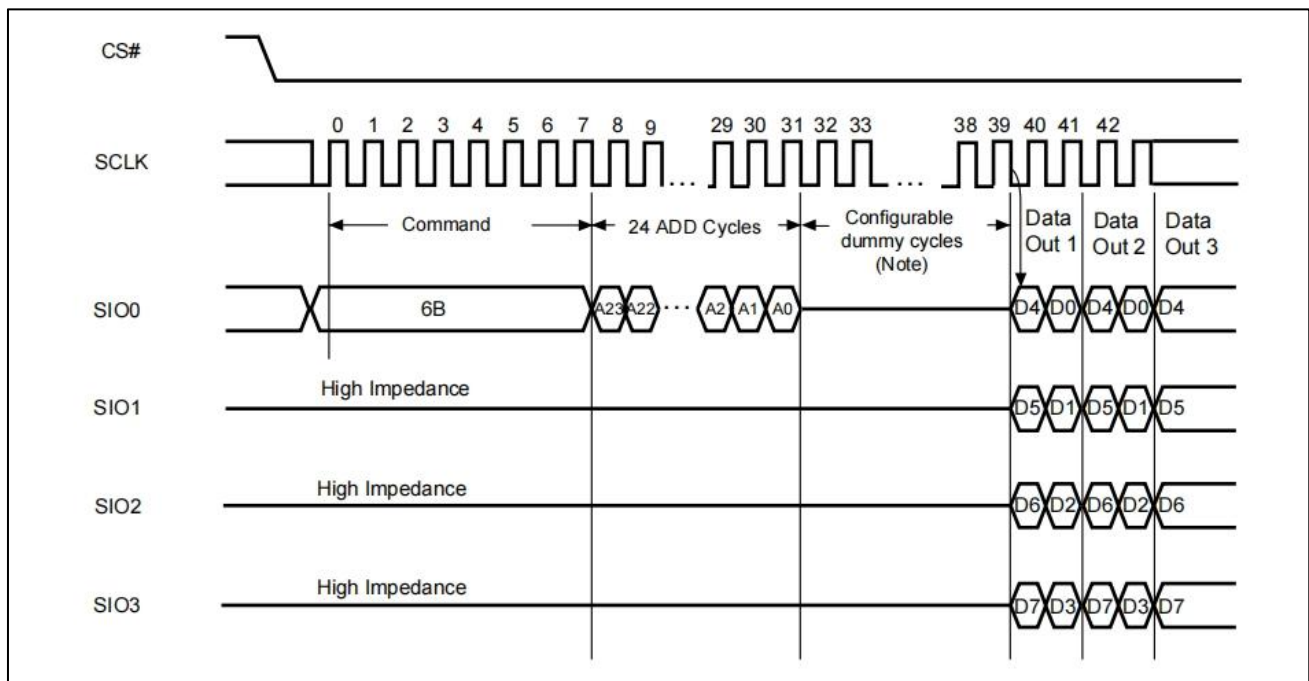 CS#
0 1 2 3 4 5 6 7 8 9 29 30 31 32 33 38 39 40 41 42
SCLK
... ...
Command 24 ADD Cycles Configurable dummy cycles (Note) Data Out 1 Data Out 2 Data Out 3
SIO0 6B A23 A22 ... A2 A1 A0 D4 D0 D4 D0 D4
High Impedance
SIO1 D5 D1 D5 D1 D5
High Impedance
SIO2 D6 D2 D6 D2 D6
High Impedance
SIO3 D7 D3 D7 D3 D7